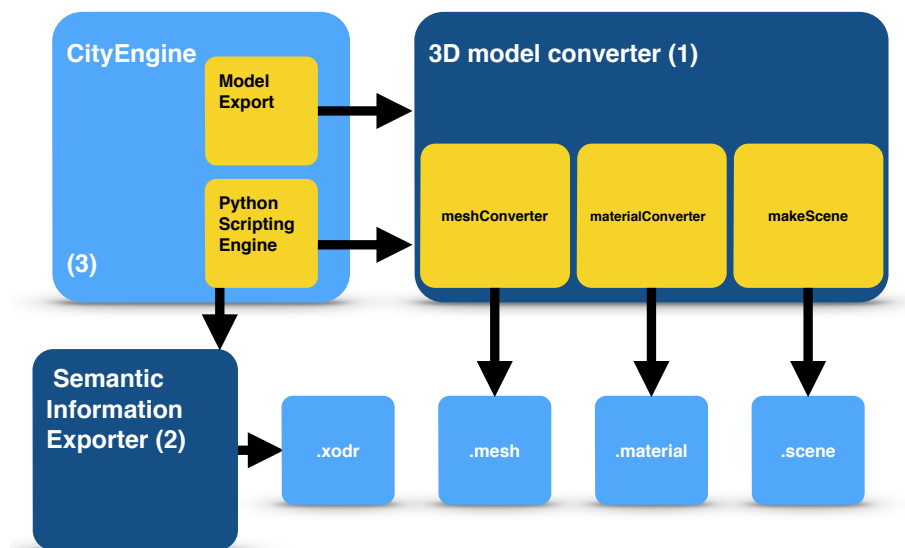 CityEngine
Model
Export
Python
Scripting
Engine
(3)
3D model converter (1)
meshConverter
materialConverter
makeScene
Semantic
Information
Exporter (2)
.xodr
.mesh
.material
.scene